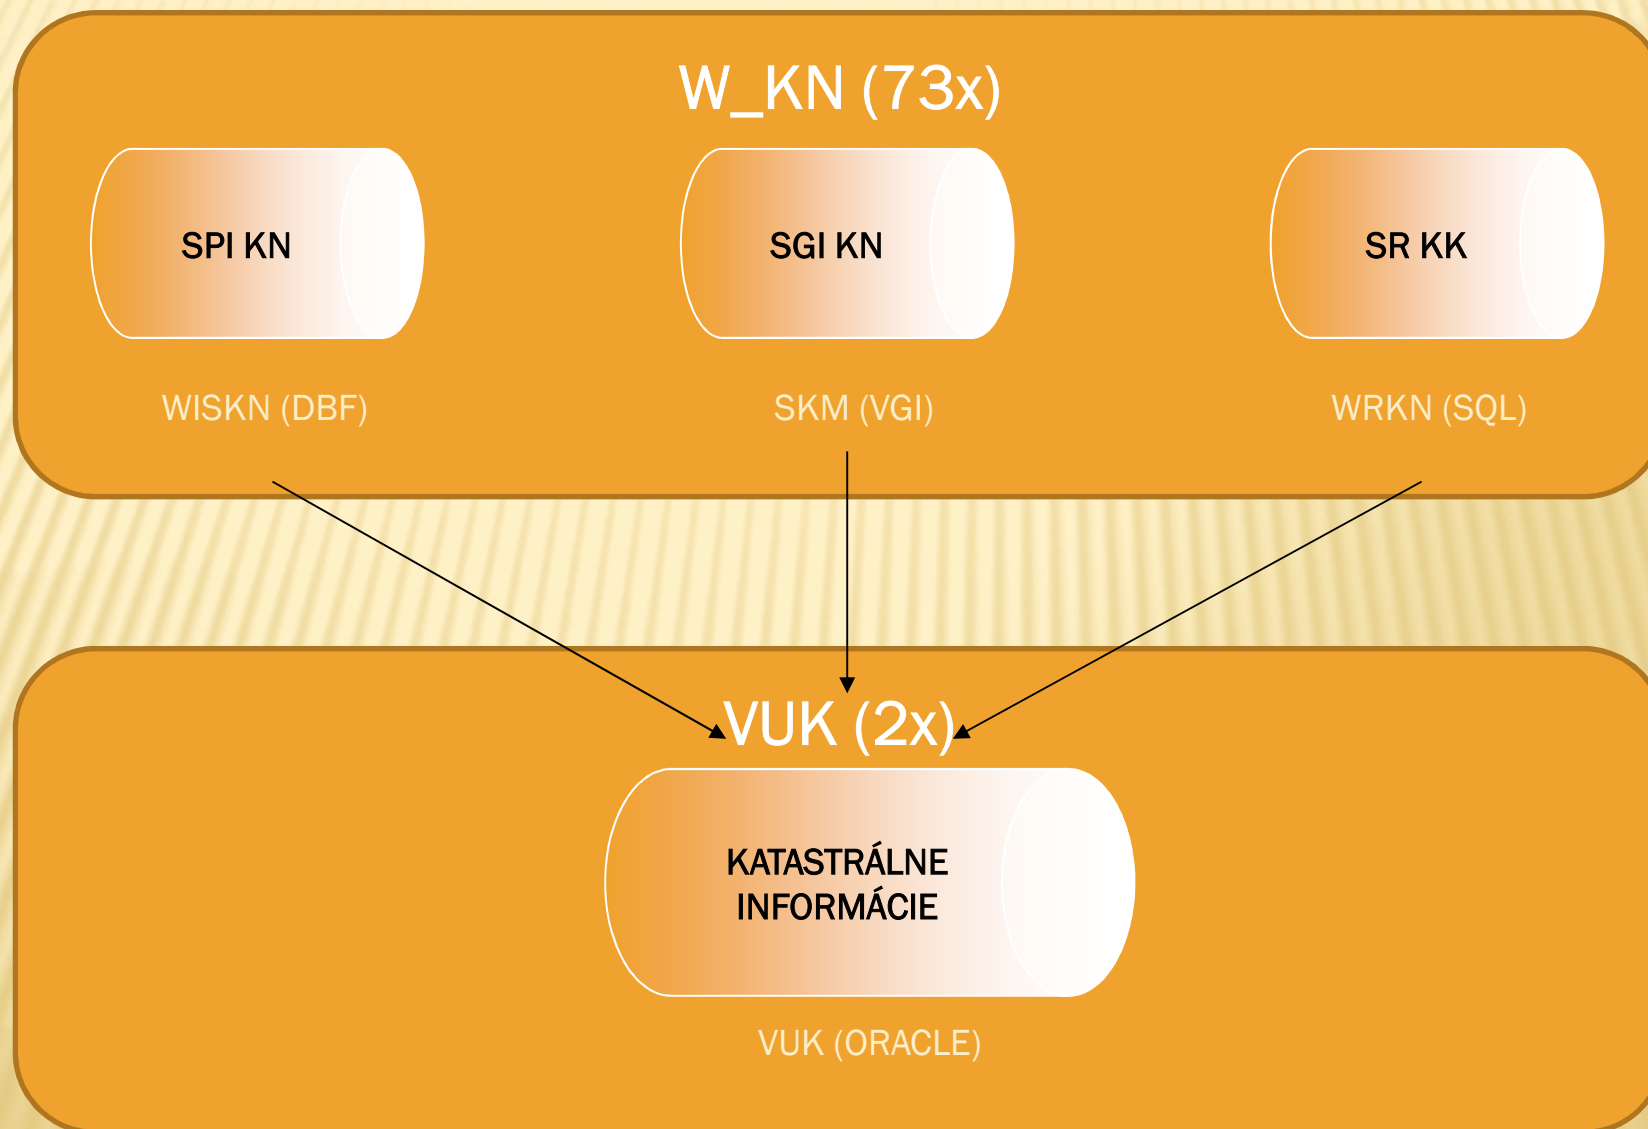 W_KN (73x)
SPI KN
SGI KN
SR KK
WISKN (DBF)
SKM (VGI)
WRKN (SQL)
VUK (2x)
KATASTRÁLNE
INFORMÁCIE
VUK (ORACLE)